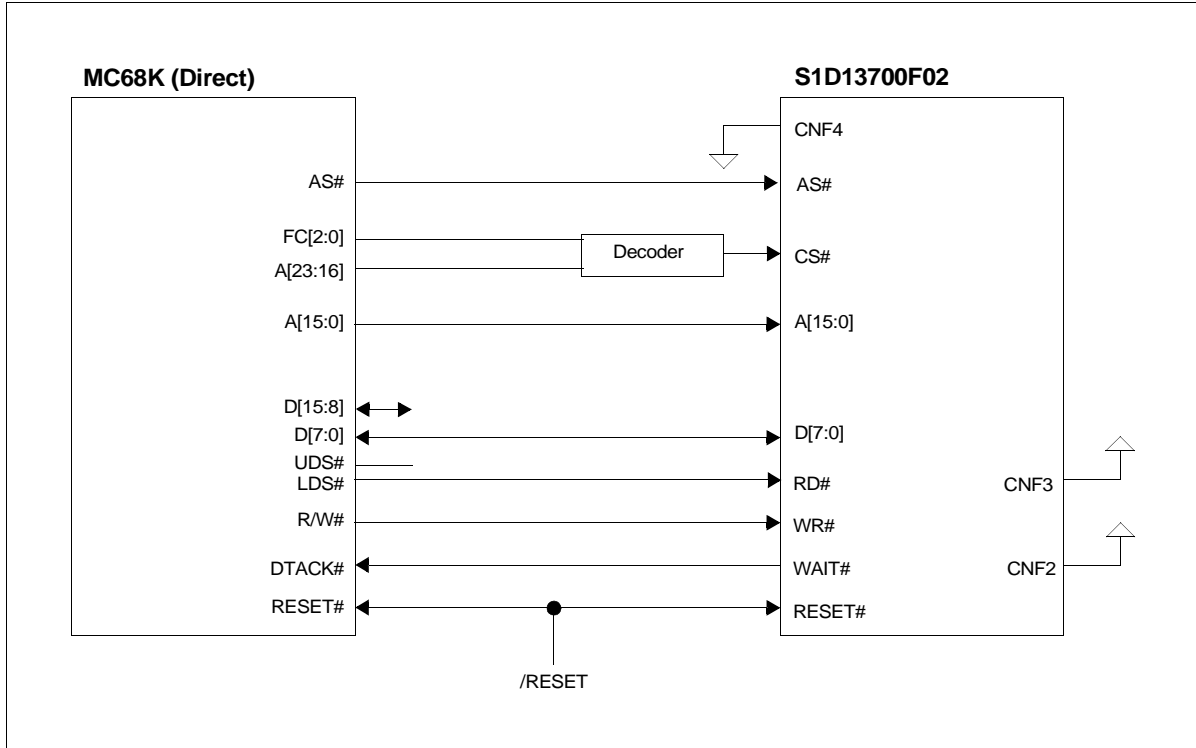 MC68K (Direct)
S1D13700F02
CNF4
AS#
AS#
FC[2:0]
Decoder
CS#
A[23:16]
A[15:0]
A[15:0]
D[15:8]
D[7:0]
D[7:0]
UDS#
LDS#
RD#
CNF3
R/W#
WR#
DTACK#
WAIT#
CNF2
RESET#
RESET#
/RESET